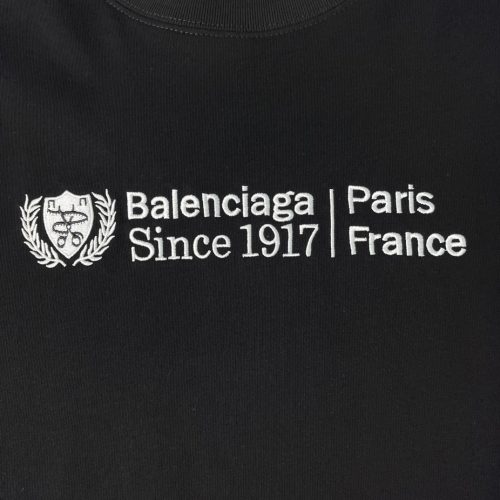 Balenciaga | Paris
Since 1917 | France